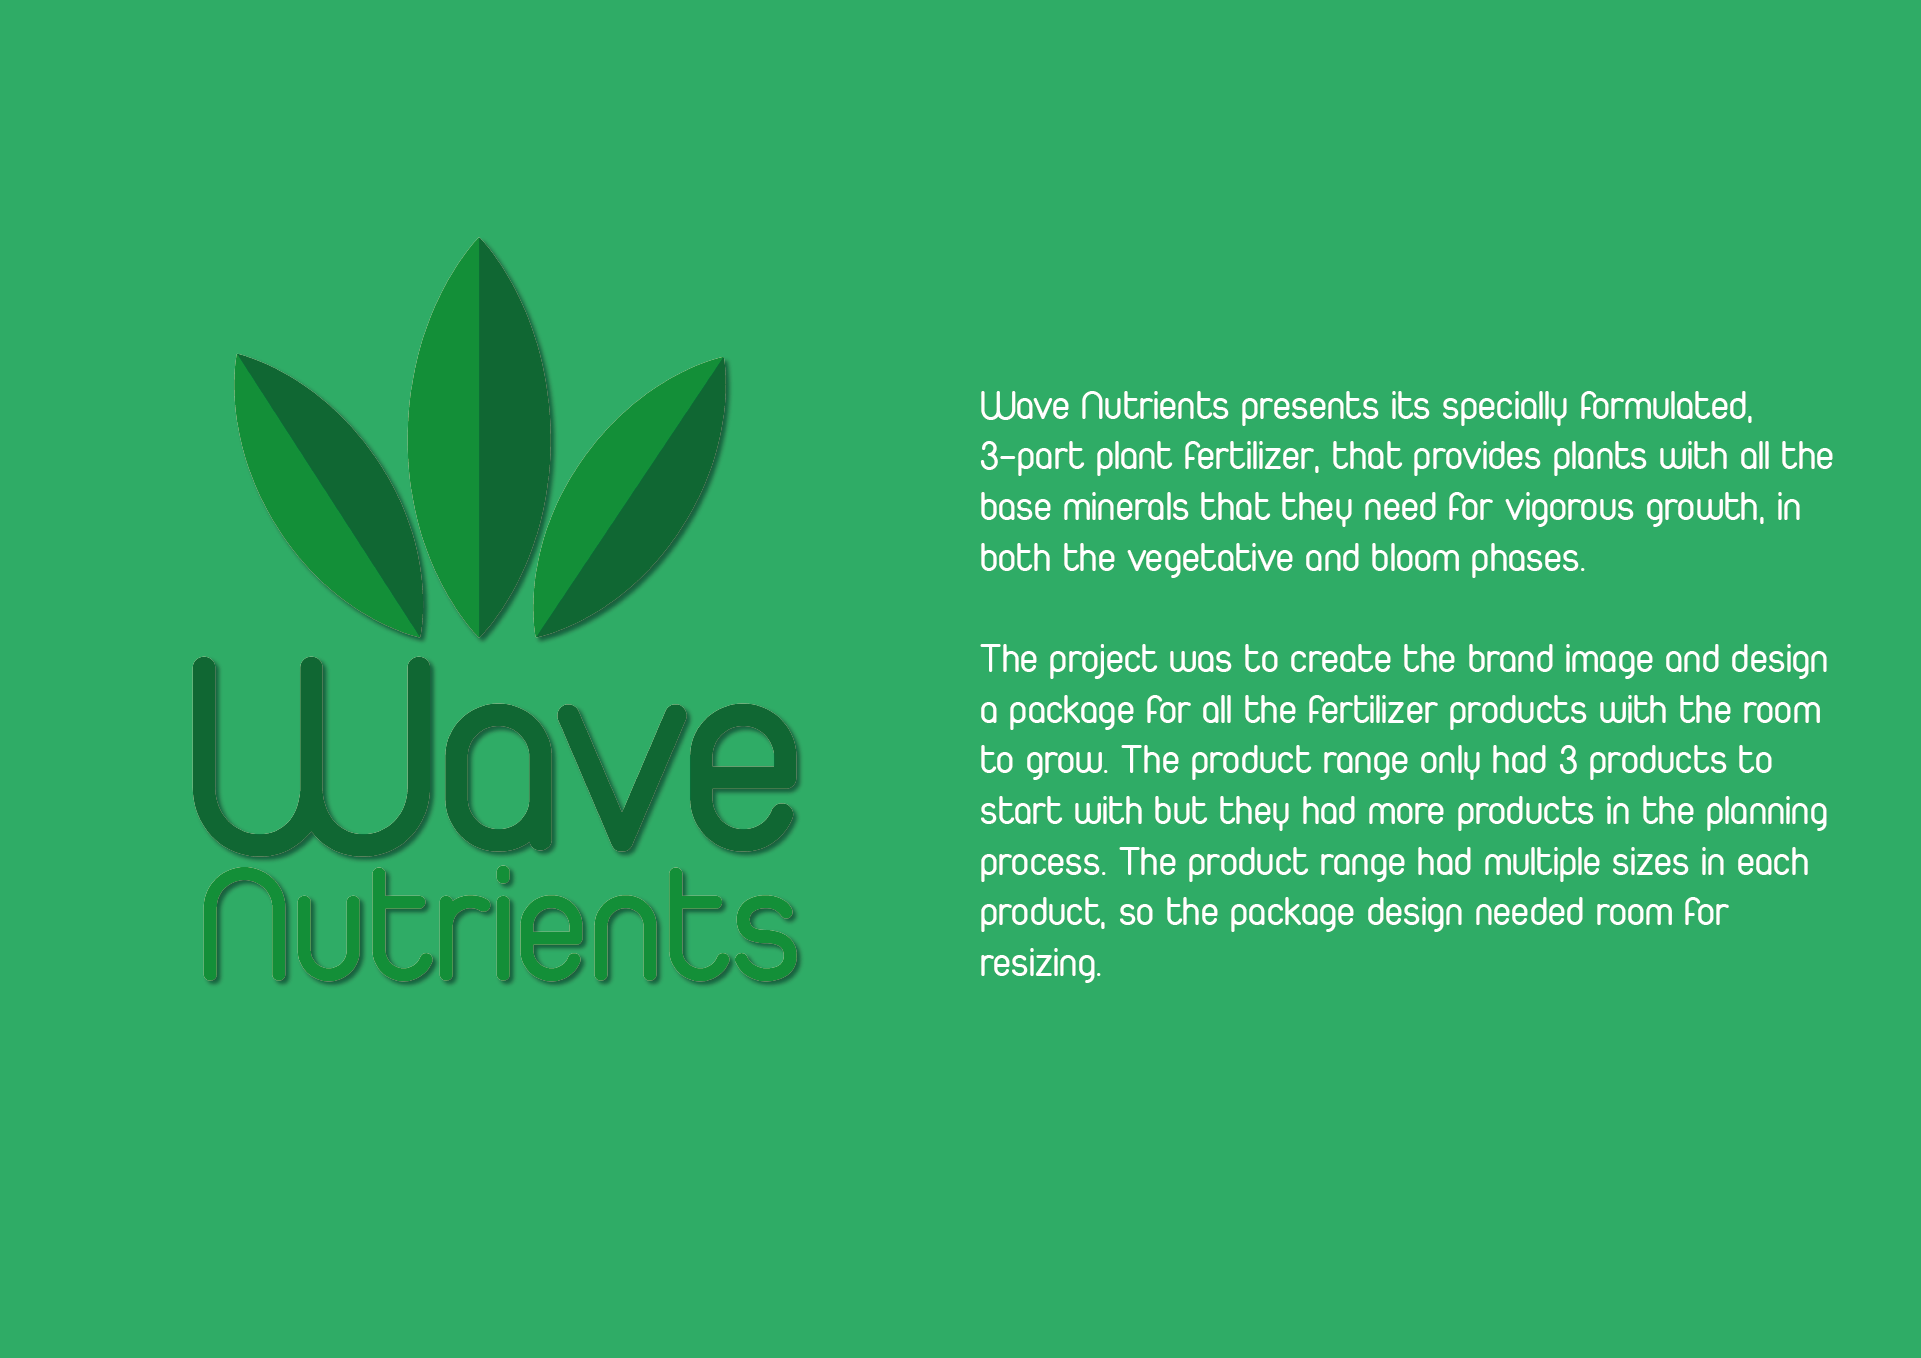 Wave
Nutrients
Wave Nutrients presents its specially formulated,
3-part plant fertilizer, that provides plants with all the
base minerals that they need for vigorous growth, in
both the vegetative and bloom phases.
The project was to create the brand image and design
a package for all the fertilizer products with the room
to grow. The product range only had 3 products to
start with but they had more products in the planning
process. The product range had multiple sizes in each
product, so the package design needed room for
resizing.